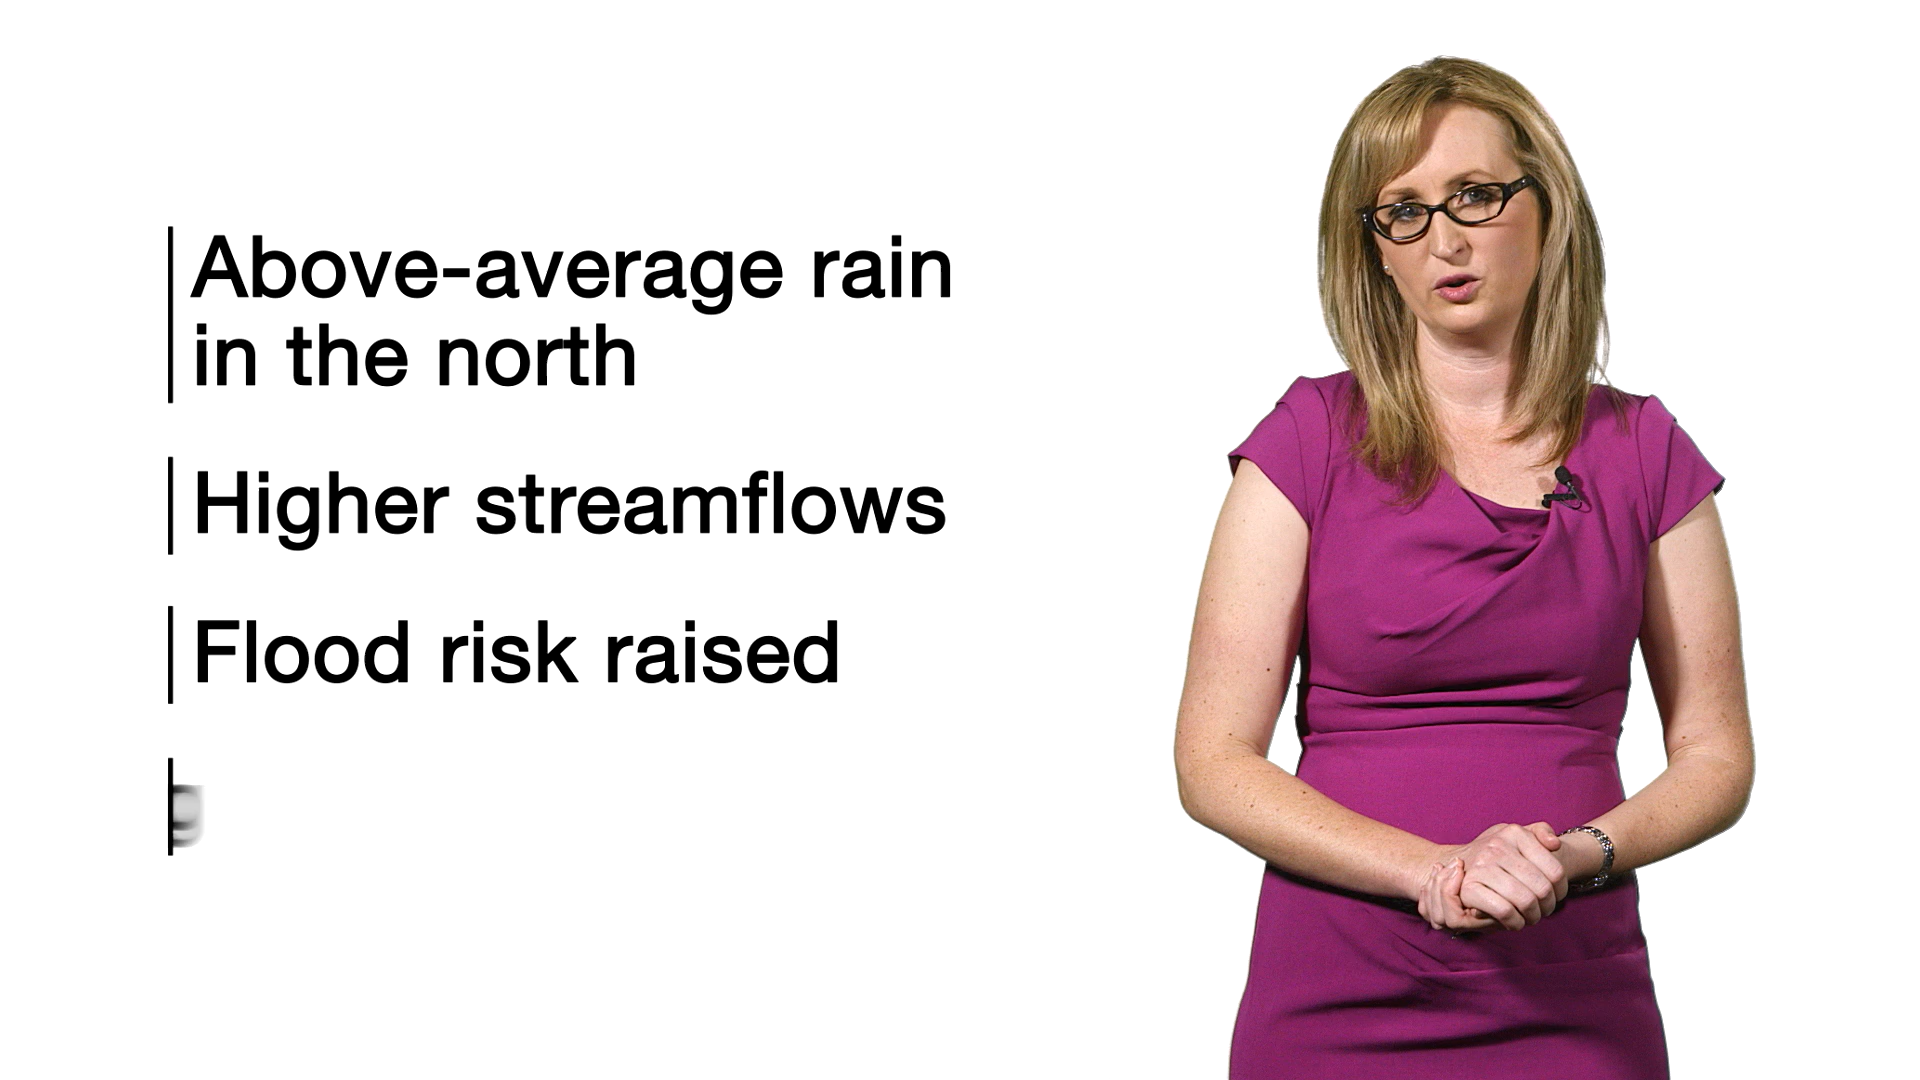 Above-average rain
in the north
Higher streamflows
Flood risk raised